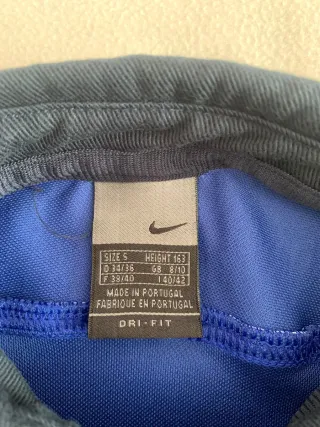 SIZE S HEIGHT 163
D 34/36 GB 8/10
F 39/40 I 40/42
MADE IN PORTUGAL
FABRIQUE EN PORTUGAL
DRI-FIT